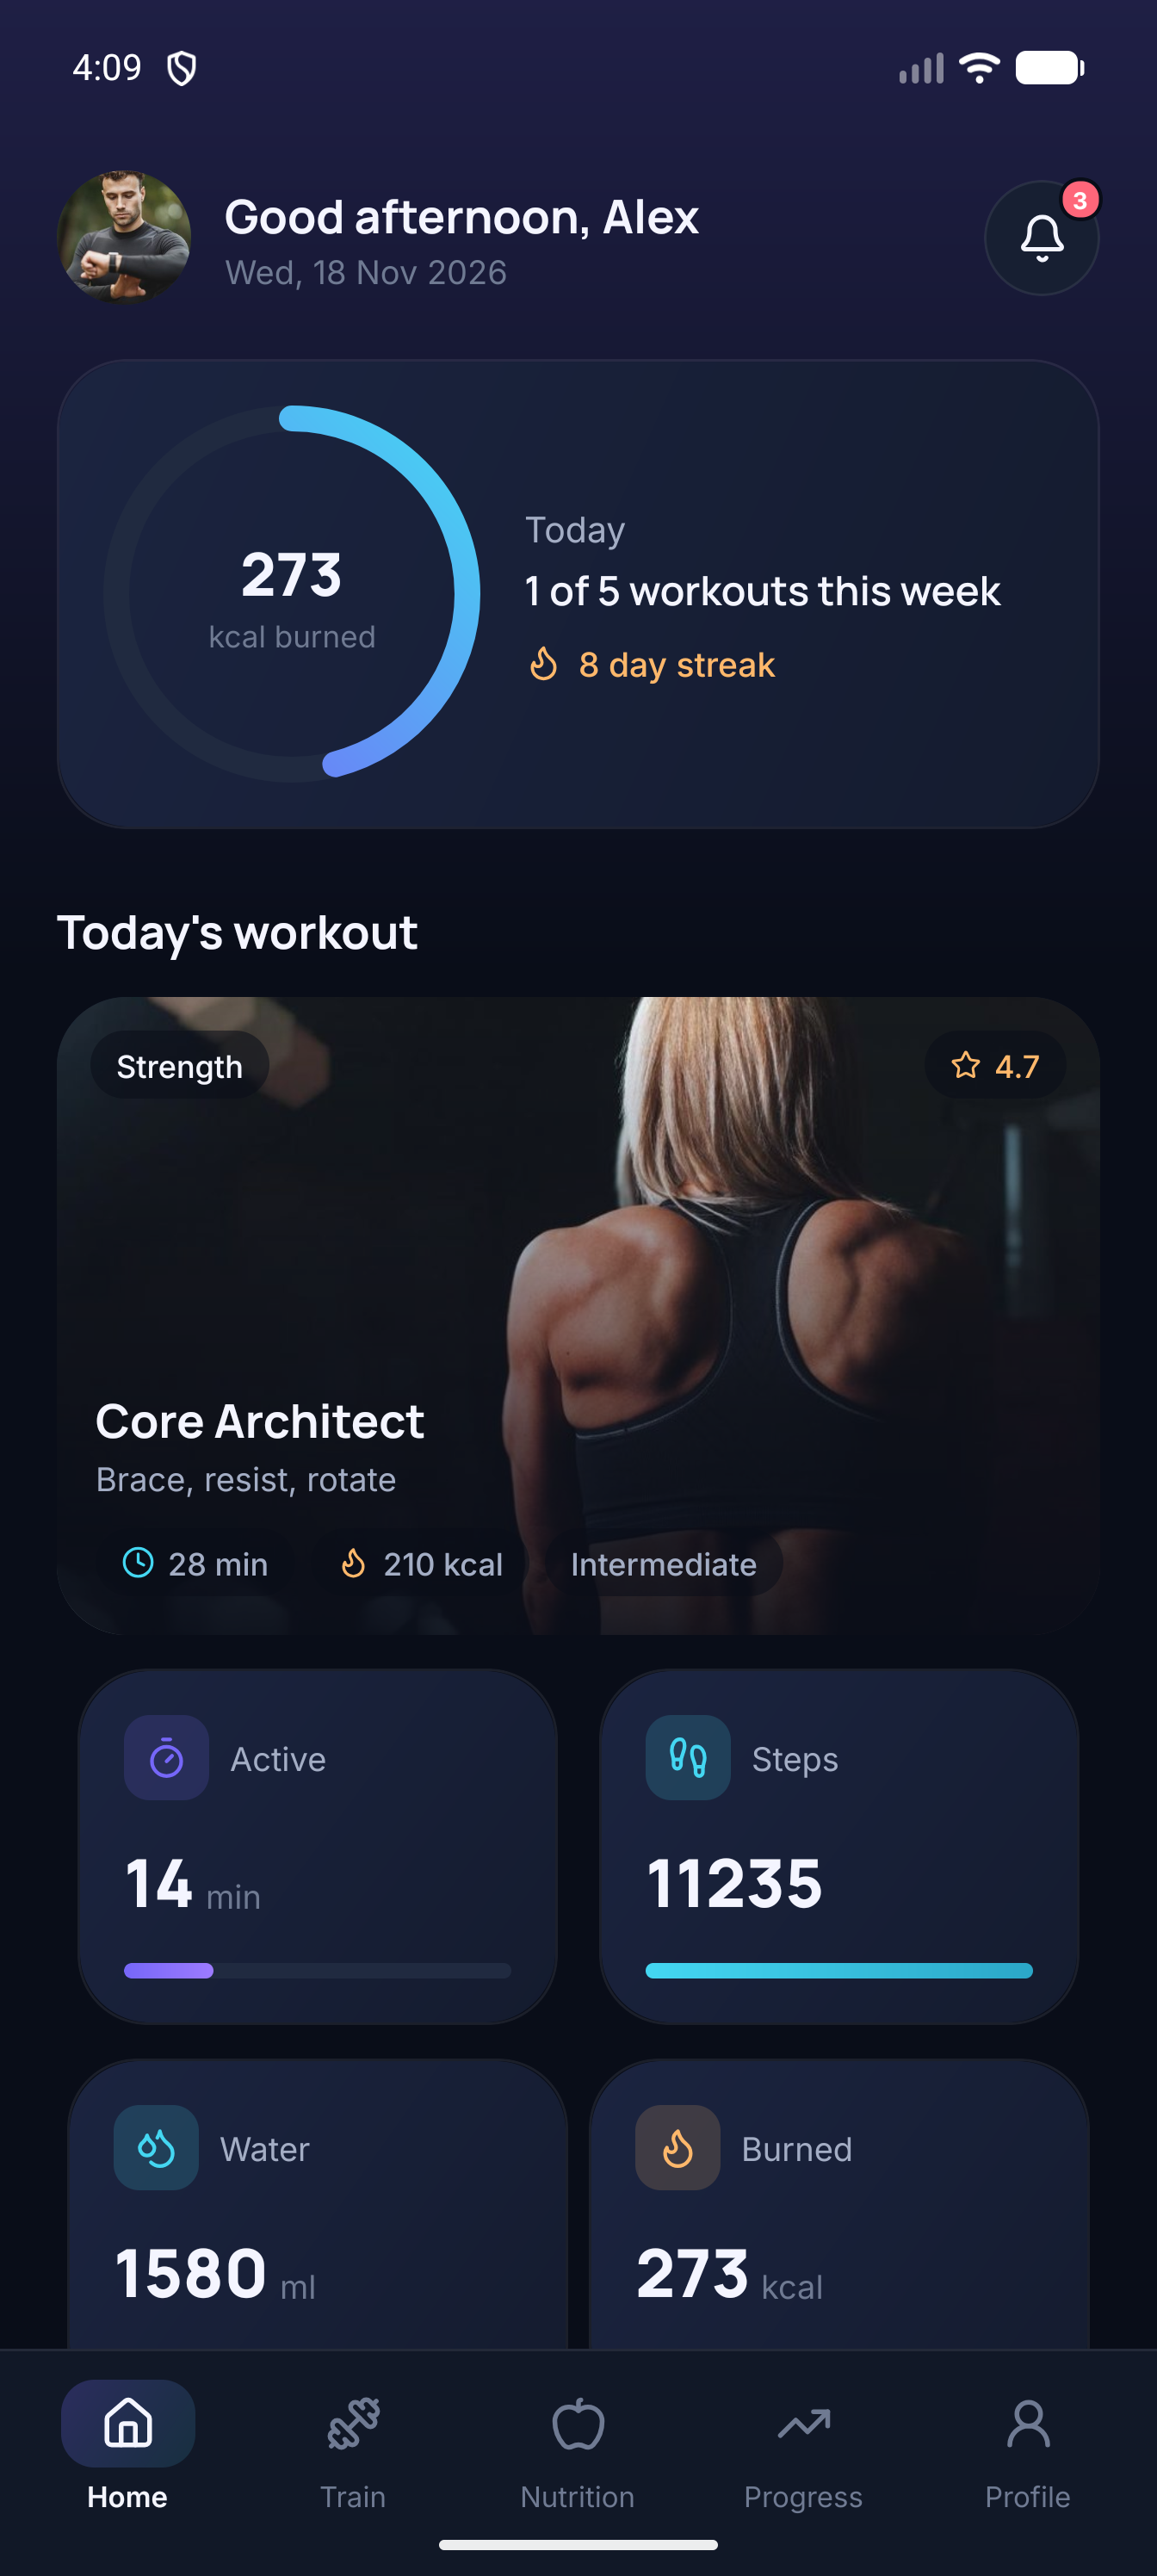 4:09
Good afternoon, Alex
3
Wed, 18 Nov 2026
273
kcal burned
Today
1 of 5 workouts this week
8 day streak
Today's workout
Strength
4.7
Core Architect
Brace, resist, rotate
28 min
210 kcal
Intermediate
Active
14 min
Steps
11235
Water
1580 ml
Burned
273 kcal
Home
Train
Nutrition
Progress
Profile